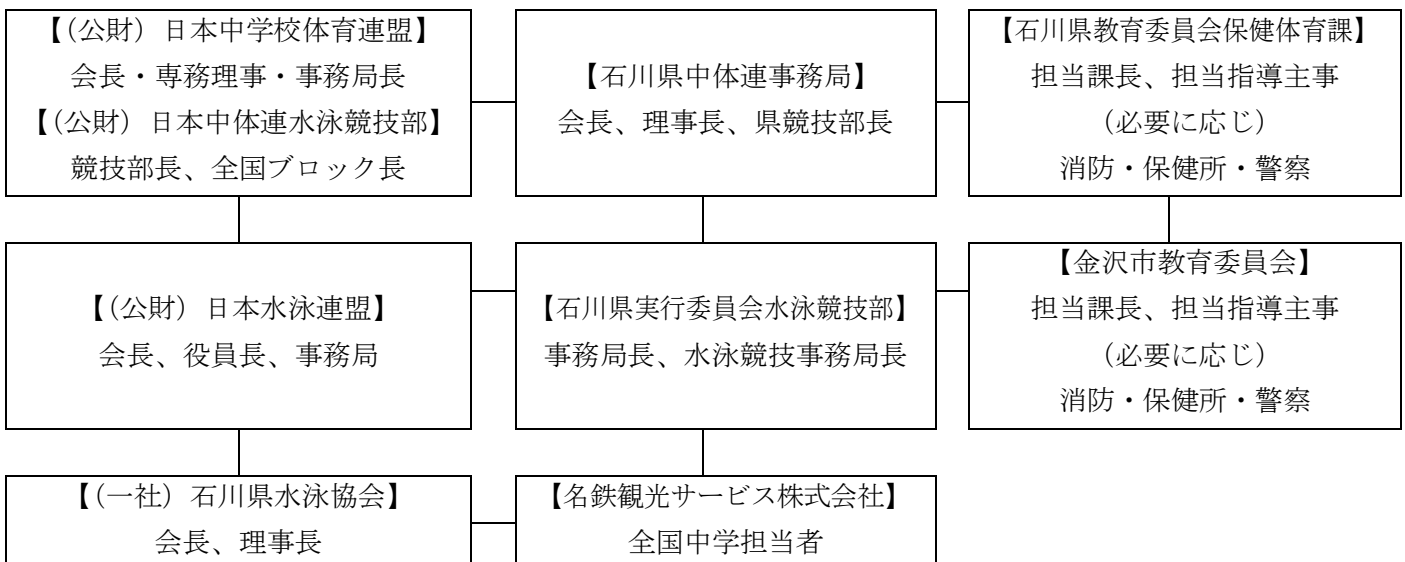 【(公財) 日本中学校体育連盟】
会長・専務理事・事務局長
【(公財) 日本中体連水泳競技部】
競技部長、全国ブロック長
【石川県中体連事務局】
会長、理事長、県競技部長
【石川県教育委員会保健体育課】
担当課長、担当指導主事
(必要に応じ)
消防・保健所・警察
【(公財) 日本水泳連盟】
会長、役員長、事務局
【石川県実行委員会水泳競技部】
事務局長、水泳競技事務局長
【金沢市教育委員会】
担当課長、担当指導主事
(必要に応じ)
消防・保健所・警察
【(一社) 石川県水泳協会】
会長、理事長
【名鉄観光サービス株式会社】
全国中学担当者